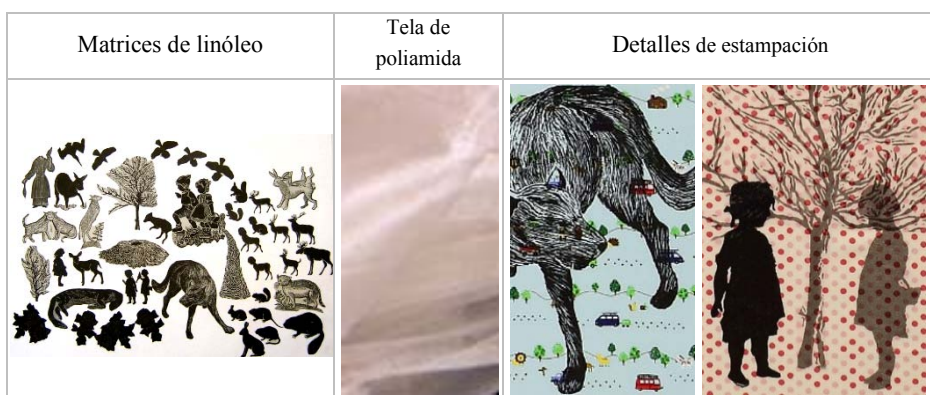 Matrices de linóleo
Tela de
poliamida
Detalles de estampación